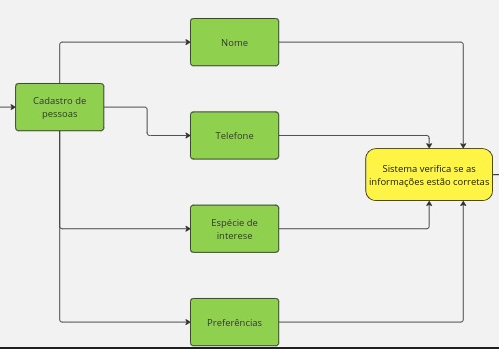 Nome
Cadastro de
pessoas
Telefone
Sistema verifica se as
informações estão corretas
Espécie de
interese
Preferências